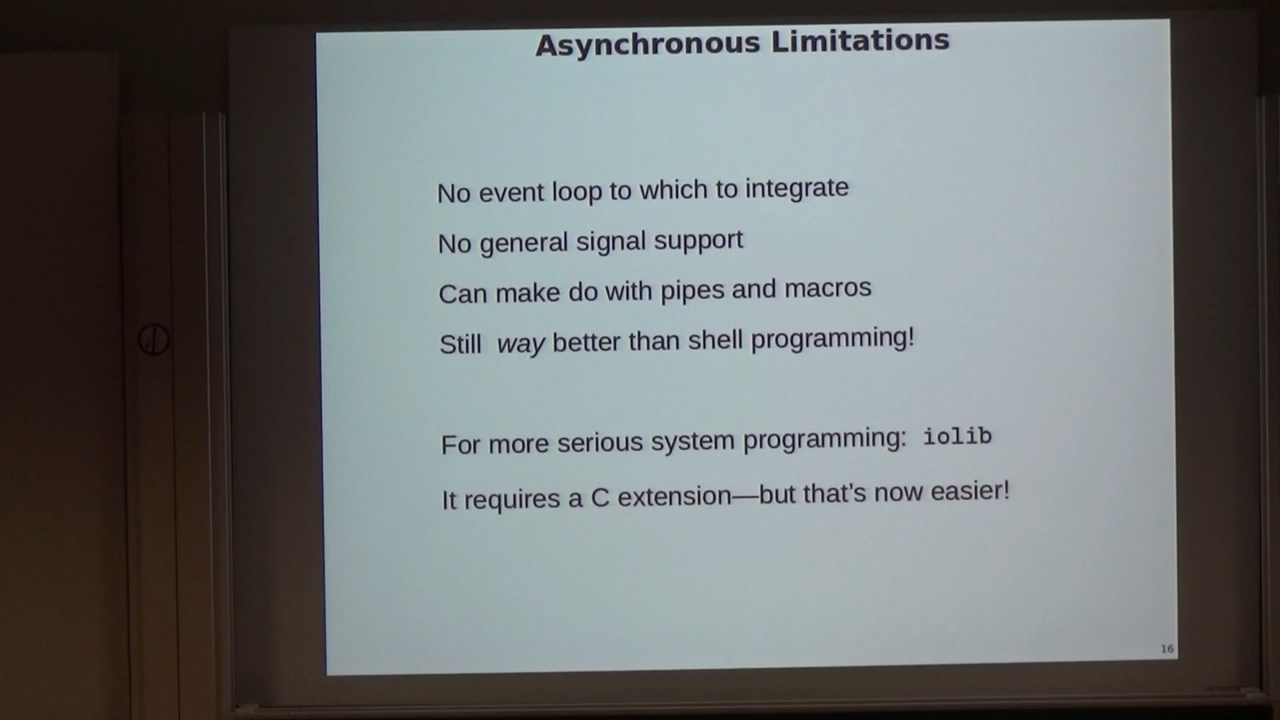 Asynchronous Limitations
No event loop to which to integrate
No general signal support
Can make do with pipes and macros
Still way better than shell programming!
For more serious system programming: iolib
It requires a C extension—but that's now easier!
16